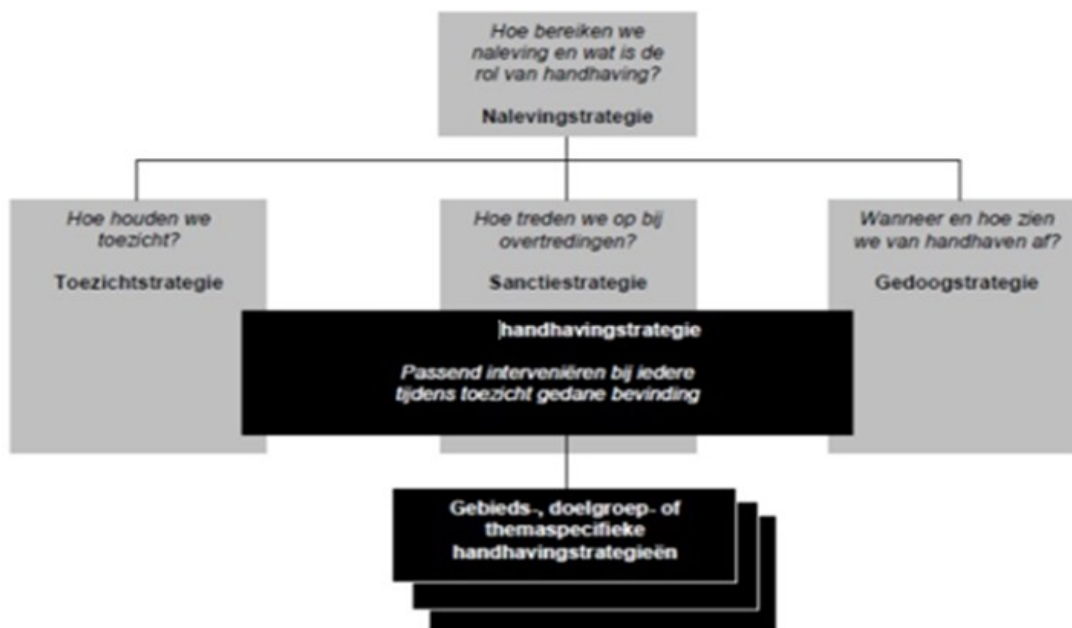 Hoe bereiken we
naleving en wat is de
rol van handhaving?
Nalevingstrategie
Hoe houden we
toezicht?
Toezichtstrategie
Hoe treden we op bij
overtredingen?
Sanctiestrategie
Wanneer en hoe zien
we van handhaven af?
Gedoogstrategie
handhavingstrategie
Passend interveniëren bij iedere
tijdens toezicht gedane bevinding
Gebieds-, doelgroep- of
themaspecifieke
handhavingstrategieën